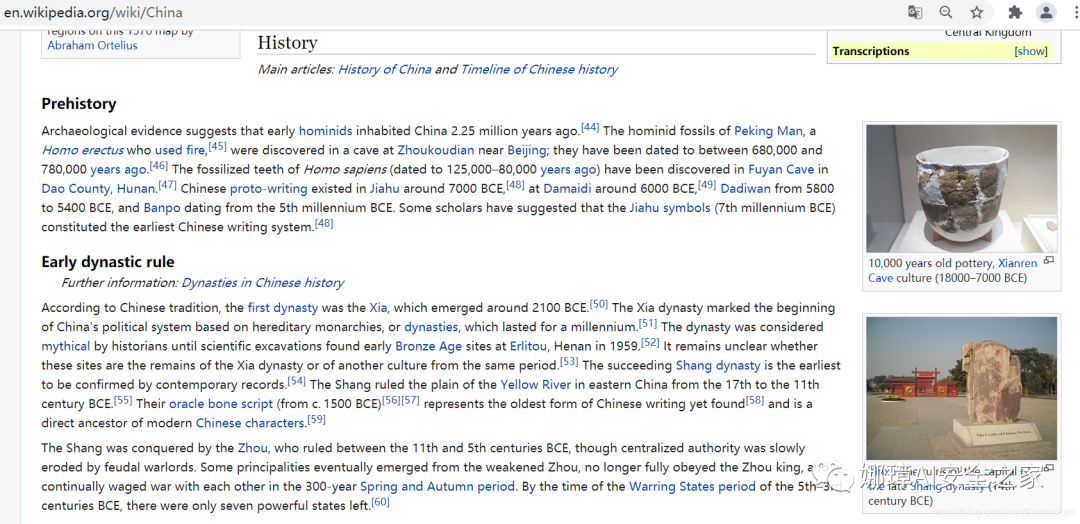 en.wikipedia.org/wiki/China
regions on this 1570 map by
Abraham Ortelius
History
Central Kingdom
Transcriptions [show]
Main articles: History of China and Timeline of Chinese history
Prehistory
Archaeological evidence suggests that early hominids inhabited China 2.25 million years ago.[44] The hominid fossils of Peking Man, a
Homo erectus who used fire,[45] were discovered in a cave at Zhoukoudian near Beijing; they have been dated to between 680,000 and
780,000 years ago.[46] The fossilized teeth of Homo sapiens (dated to 125,000–80,000 years ago) have been discovered in Fuyan Cave in
Dao County, Hunan.[47] Chinese proto-writing existed in Jiahu around 7000 BCE,[48] at Damaidi around 6000 BCE,[49] Dadiwan from 5800
to 5400 BCE, and Banpo dating from the 5th millennium BCE. Some scholars have suggested that the Jiahu symbols (7th millennium BCE)
constituted the earliest Chinese writing system.[48]
10,000 years old pottery, Xianren
Cave culture (18000–7000 BCE)
Early dynastic rule
Further information: Dynasties in Chinese history
According to Chinese tradition, the first dynasty was the Xia, which emerged around 2100 BCE.[50] The Xia dynasty marked the beginning
of China's political system based on hereditary monarchies, or dynasties, which lasted for a millennium.[51] The dynasty was considered
mythical by historians until scientific excavations found early Bronze Age sites at Erlitou, Henan in 1959.[52] It remains unclear whether
these sites are the remains of the Xia dynasty or of another culture from the same period.[53] The succeeding Shang dynasty is the earliest
to be confirmed by contemporary records.[54] The Shang ruled the plain of the Yellow River in eastern China from the 17th to the 11th
century BCE.[55] Their oracle bone script (from c. 1500 BCE)[56][57] represents the oldest form of Chinese writing yet found[58] and is a
direct ancestor of modern Chinese characters.[59]
The Shang was conquered by the Zhou, who ruled between the 11th and 5th centuries BCE, though centralized authority was slowly
eroded by feudal warlords. Some principalities eventually emerged from the weakened Zhou, no longer fully obeyed the Zhou king, a
continually waged war with each other in the 300-year Spring and Autumn period. By the time of the Warring States period of the 5th–3
centuries BCE, there were only seven powerful states left.[60]
the capital
the late Shang dynasty (14th
century BCE)
娜璋AI安全之家